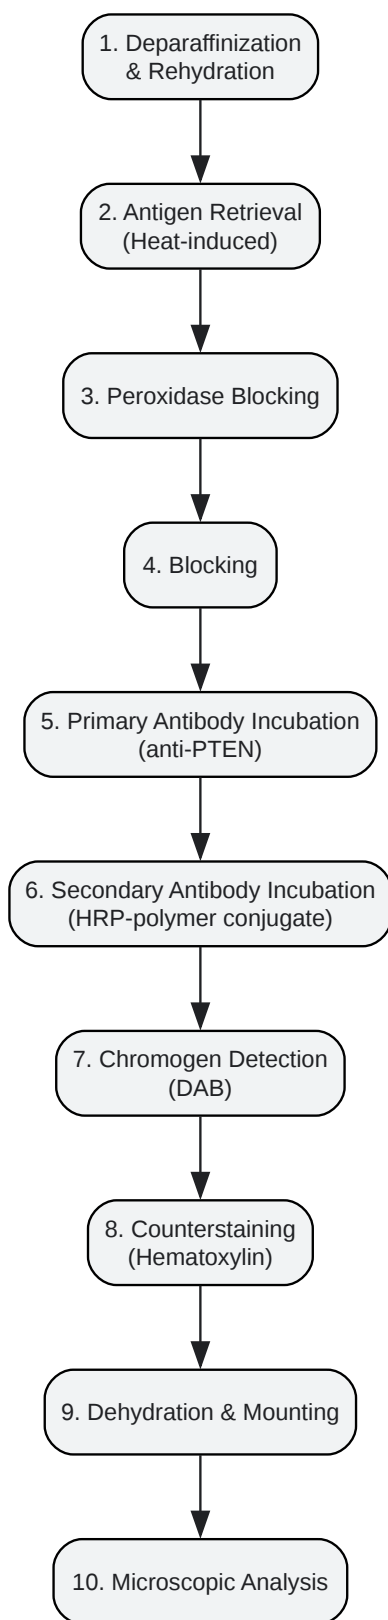 1. Deparaffinization
& Rehydration
2. Antigen Retrieval
(Heat-induced)
3. Peroxidase Blocking
4. Blocking
5. Primary Antibody Incubation
(anti-PTEN)
6. Secondary Antibody Incubation
(HRP-polymer conjugate)
7. Chromogen Detection
(DAB)
8. Counterstaining
(Hematoxylin)
9. Dehydration & Mounting
10. Microscopic Analysis